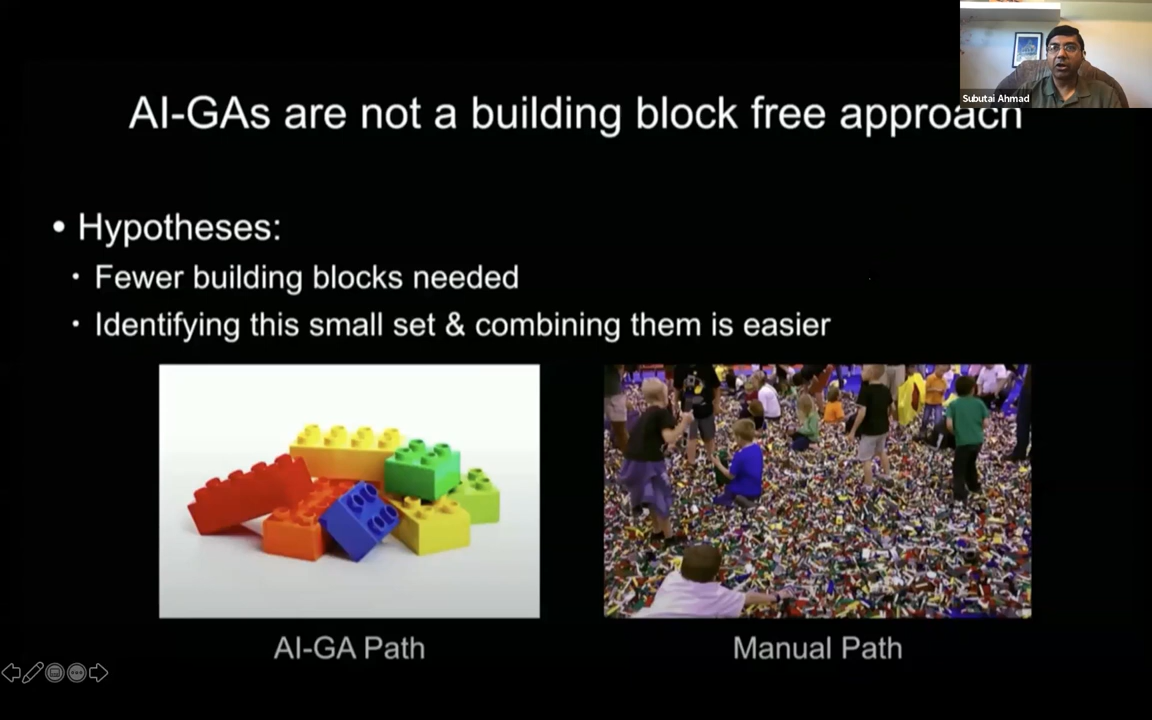 Subutai Ahmad
AI-GAs are not a building block free approach
• Hypotheses:
• Fewer building blocks needed
• Identifying this small set & combining them is easier
AI-GA Path
Manual Path